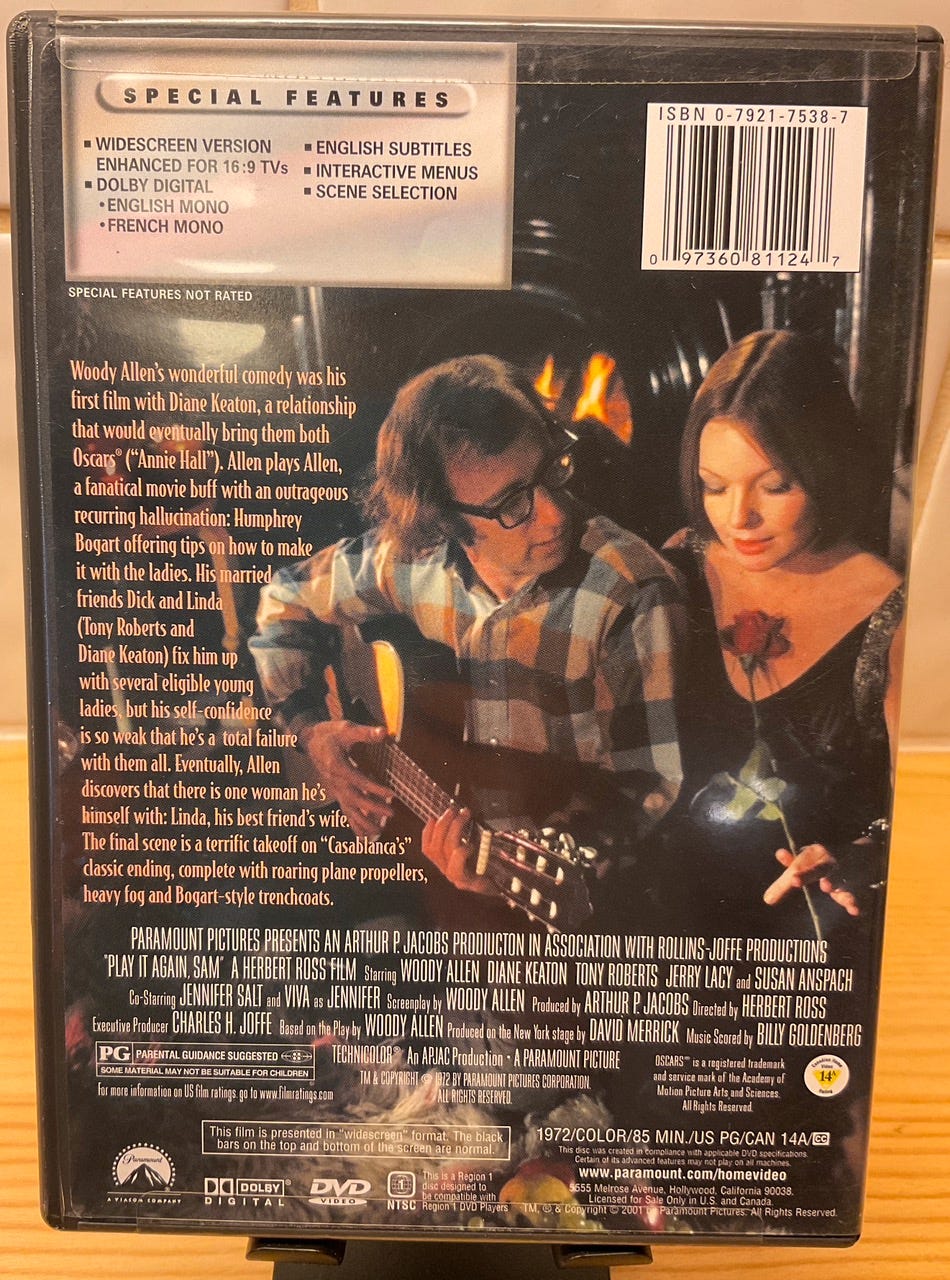 SPECIAL FEATURES
▪ WIDESCREEN VERSION
ENHANCED FOR 16:9 TVs
▪ DOLBY DIGITAL
• ENGLISH MONO
• FRENCH MONO
▪ ENGLISH SUBTITLES
▪ INTERACTIVE MENUS
▪ SCENE SELECTION
SPECIAL FEATURES NOT RATED
ISBN 0-7921-7538-7
0 97360 81124 7
Woody Allen's wonderful comedy was his
first film with Diane Keaton, a relationship
that would eventually bring them both
Oscars® ("Annie Hall"). Allen plays Allen,
a fanatical movie buff with an outrageous
recurring hallucination: Humphrey
Bogart offering tips on how to make
it with the ladies. His married
friends Dick and Linda
(Tony Roberts and
Diane Keaton) fix him up
with several eligible young
ladies, but his self-confidence
is so weak that he's a total failure
with them all. Eventually, Allen
discovers that there is one woman he's
himself with: Linda, his best friend's wife.
The final scene is a terrific takeoff on "Casablanca's"
classic ending, complete with roaring plane propellers,
heavy fog and Bogart-style trenchcoats.
PARAMOUNT PICTURES PRESENTS AN ARTHUR P. JACOBS PRODIUCTON IN ASSOCIATION WITH ROLLINS-JOFFE PRODUCTIONS
"PLAY IT AGAIN, SAM" A HERBERT ROSS FILM Starring WOODY ALLEN DIANE KEATON TONY ROBERTS JERRY LACY and SUSAN ANSPACH
Co-Starring JENNIFER SALT and VIVA as JENNIFER Screenplay by WOODY ALLEN Produced by ARTHUR P. JACOBS Directed by HERBERT ROSS
Executive Producer CHARLES H. JOFFE Based on the Play by WOODY ALLEN Produced on the New York stage by DAVID MERRICK Music Scored by BILLY GOLDENBERG
PG PARENTAL GUIDANCE SUGGESTED
SOME MATERIAL MAY NOT BE SUITABLE FOR CHILDREN
For more information on US film ratings, go to www.filmratings.com
TECHNICOLOR® An APJAC Production • A PARAMOUNT PICTURE
TM & COPYRIGHT © 1972 BY PARAMOUNT PICTURES CORPORATION.
ALL RIGHTS RESERVED.
OSCARS™ is a registered trademark
and service mark of the Academy of
Motion Picture Arts and Sciences.
All Rights Reserved.
Canadian Home
Video
14A
This film is presented in "widescreen" format. The black
bars on the top and bottom of the screen are normal.
1972/COLOR/85 MIN./US PG/CAN 14A/CC
This disc was created in compliance with applicable DVD specifications.
Certain of its advanced features may not play on all machines.
www.paramount.com/homevideo
5555 Melrose Avenue, Hollywood, California 90038.
Licensed for Sale Only in U.S. and Canada.
TM, ® & Copyright © 2001 by Paramount Pictures. All Rights Reserved.
Paramount
A VIACOM COMPANY
DOLBY
DIGITAL
DVD
VIDEO
1
NTSC
This is a Region 1
disc designed to
be compatible with
Region 1 DVD Players